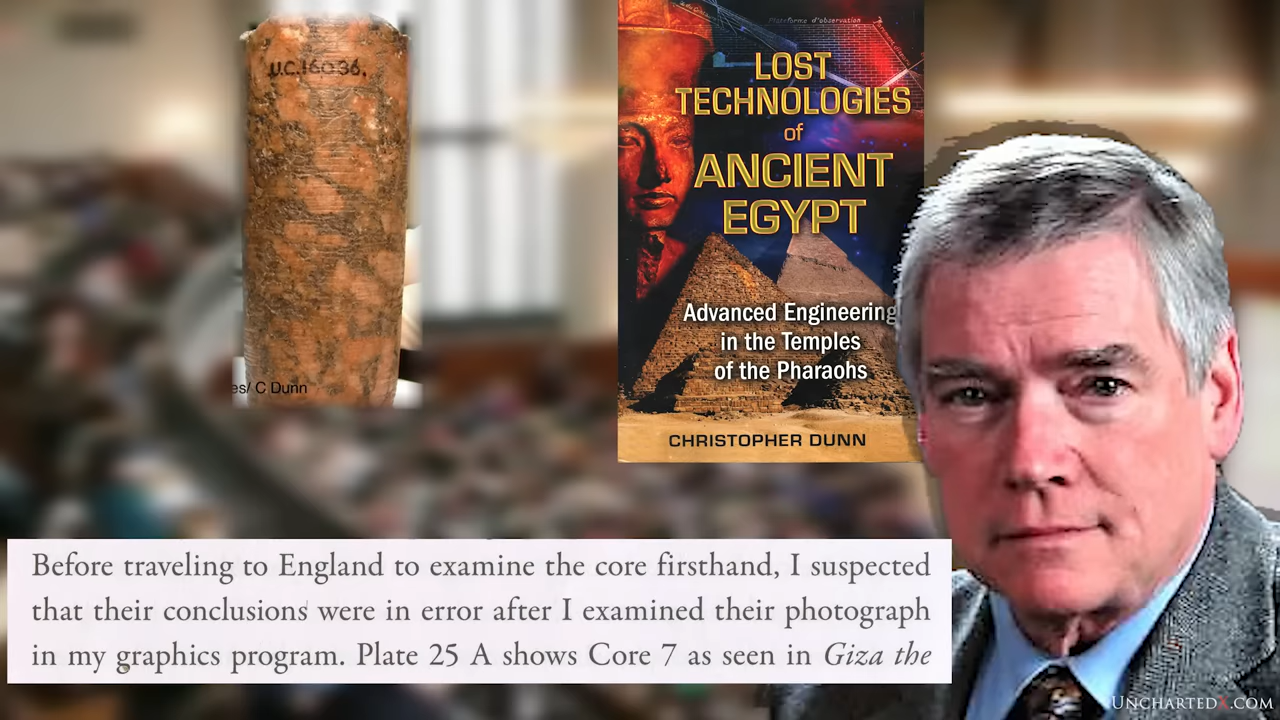 U.C.16036.
es/ C Dunn
Plateforme d'observation
LOST
TECHNOLOGIES
of
ANCIENT
EGYPT
Advanced Engineering
in the Temples
of the Pharaohs
CHRISTOPHER DUNN
Before traveling to England to examine the core firsthand, I suspected
that their conclusions were in error after I examined their photograph
in my graphics program. Plate 25 A shows Core 7 as seen in Giza the
UNCHARTEDX.COM